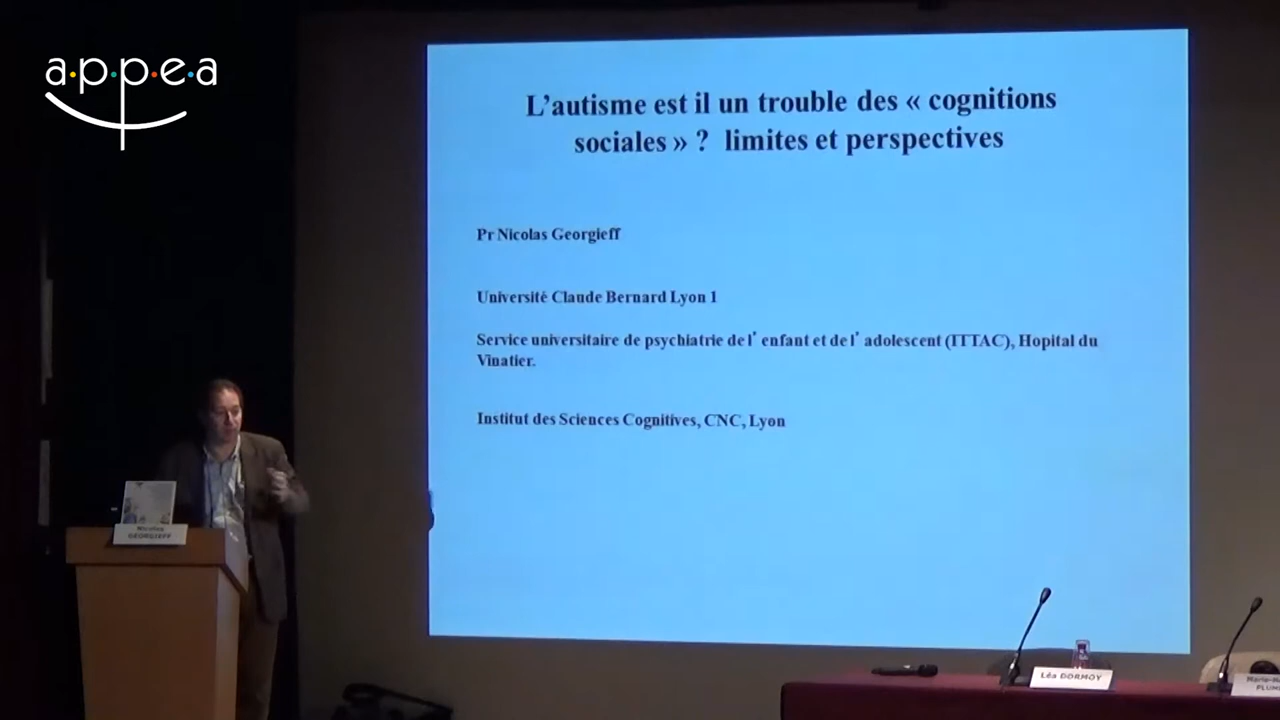 a.p.p.e.a
L'autisme est il un trouble des « cognitions
sociales » ? limites et perspectives
Pr Nicolas Georgieff
Université Claude Bernard Lyon 1
Service universitaire de psychiatrie de l' enfant et de l' adolescent (ITTAC), Hopital du
Vinatier.
Institut des Sciences Cognitives, CNC, Lyon
Nicolas
GEORGIEFF
Léa DORMOY